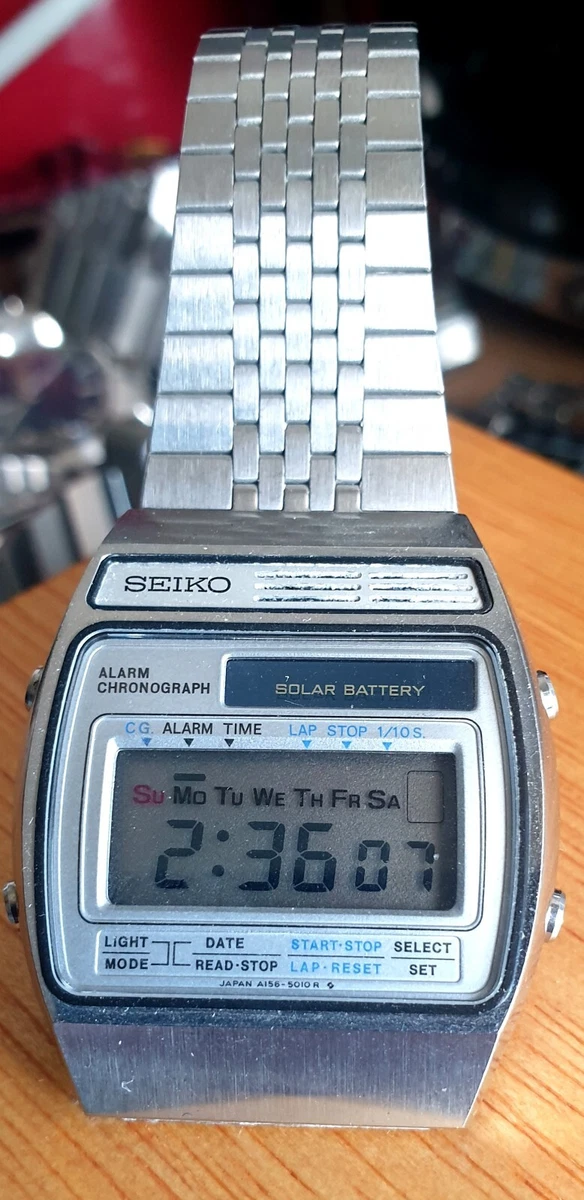 SEIKO
ALARM
CHRONOGRAPH
SOLAR BATTERY
C.G. ALARM TIME LAP STOP 1/10 S.
SU MO TU WE TH FR SA
2:36 07
LIGHT DATE START·STOP SELECT
MODE READ·STOP LAP·RESET SET
JAPAN A156-5010 R